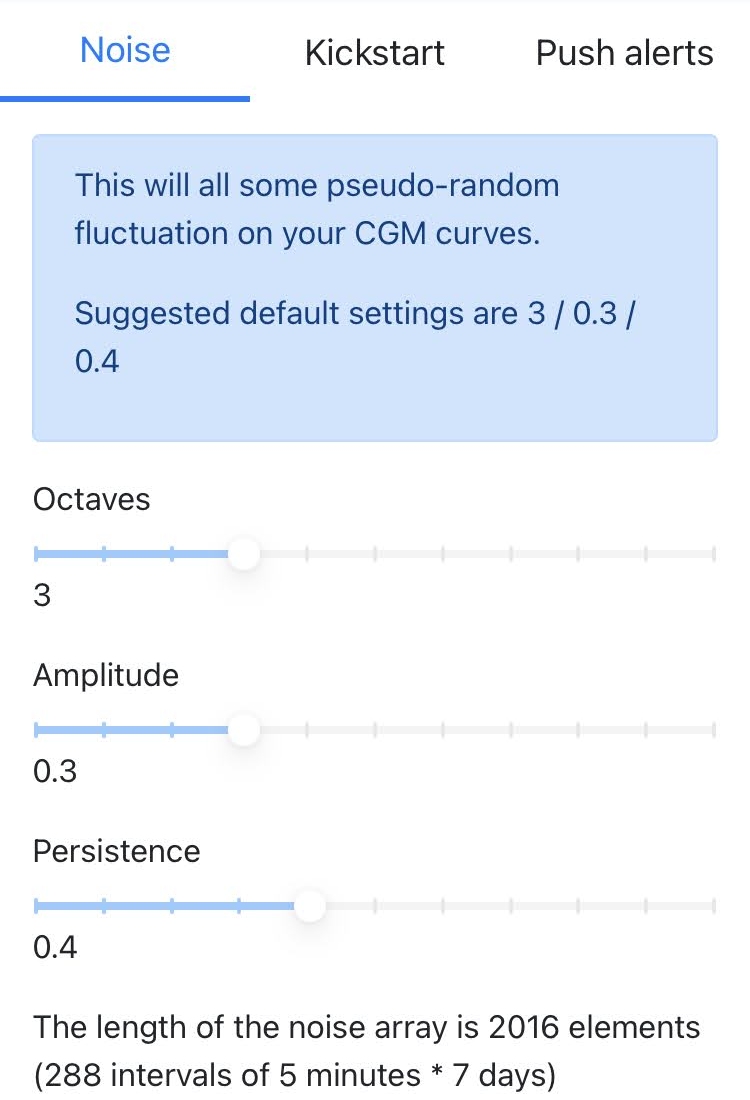 Noise Kickstart Push alerts
This will all some pseudo-random
fluctuation on your CGM curves.
Suggested default settings are 3 / 0.3 /
0.4
Octaves
3
Amplitude
0.3
Persistence
0.4
The length of the noise array is 2016 elements
(288 intervals of 5 minutes * 7 days)